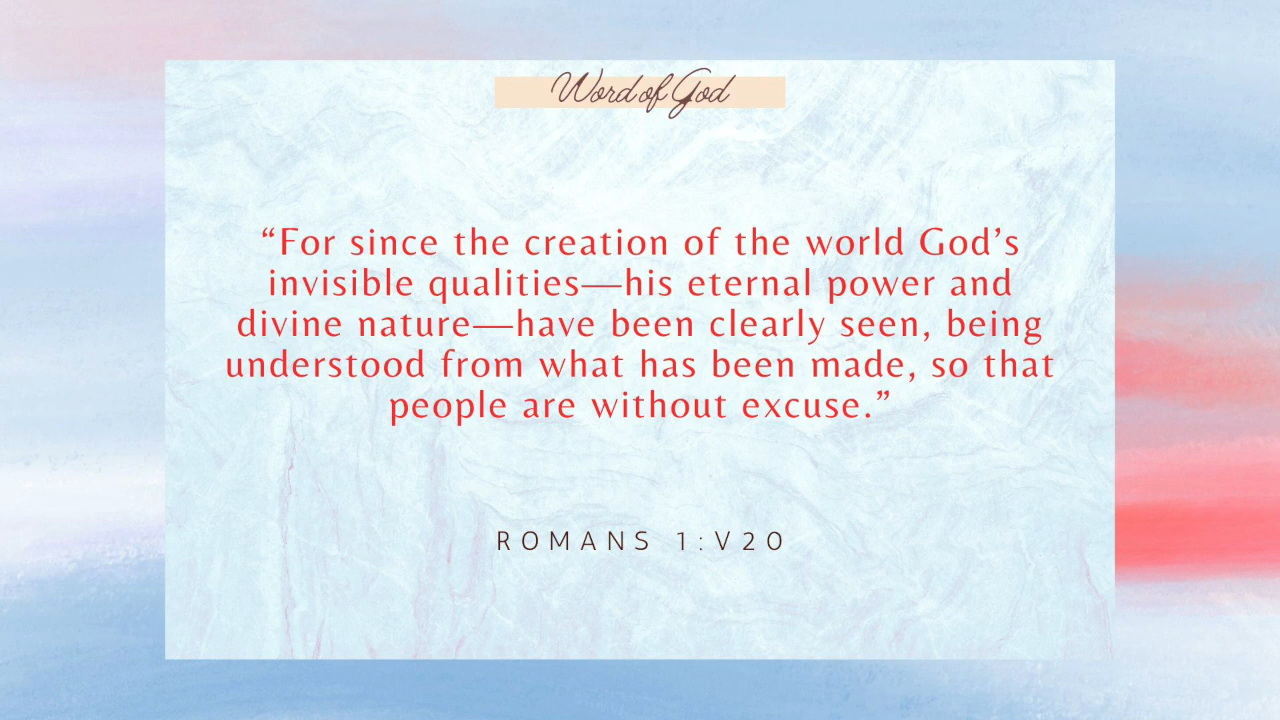 Word of God
“For since the creation of the world God’s
invisible qualities—his eternal power and
divine nature—have been clearly seen, being
understood from what has been made, so that
people are without excuse.”
ROMANS 1:V20